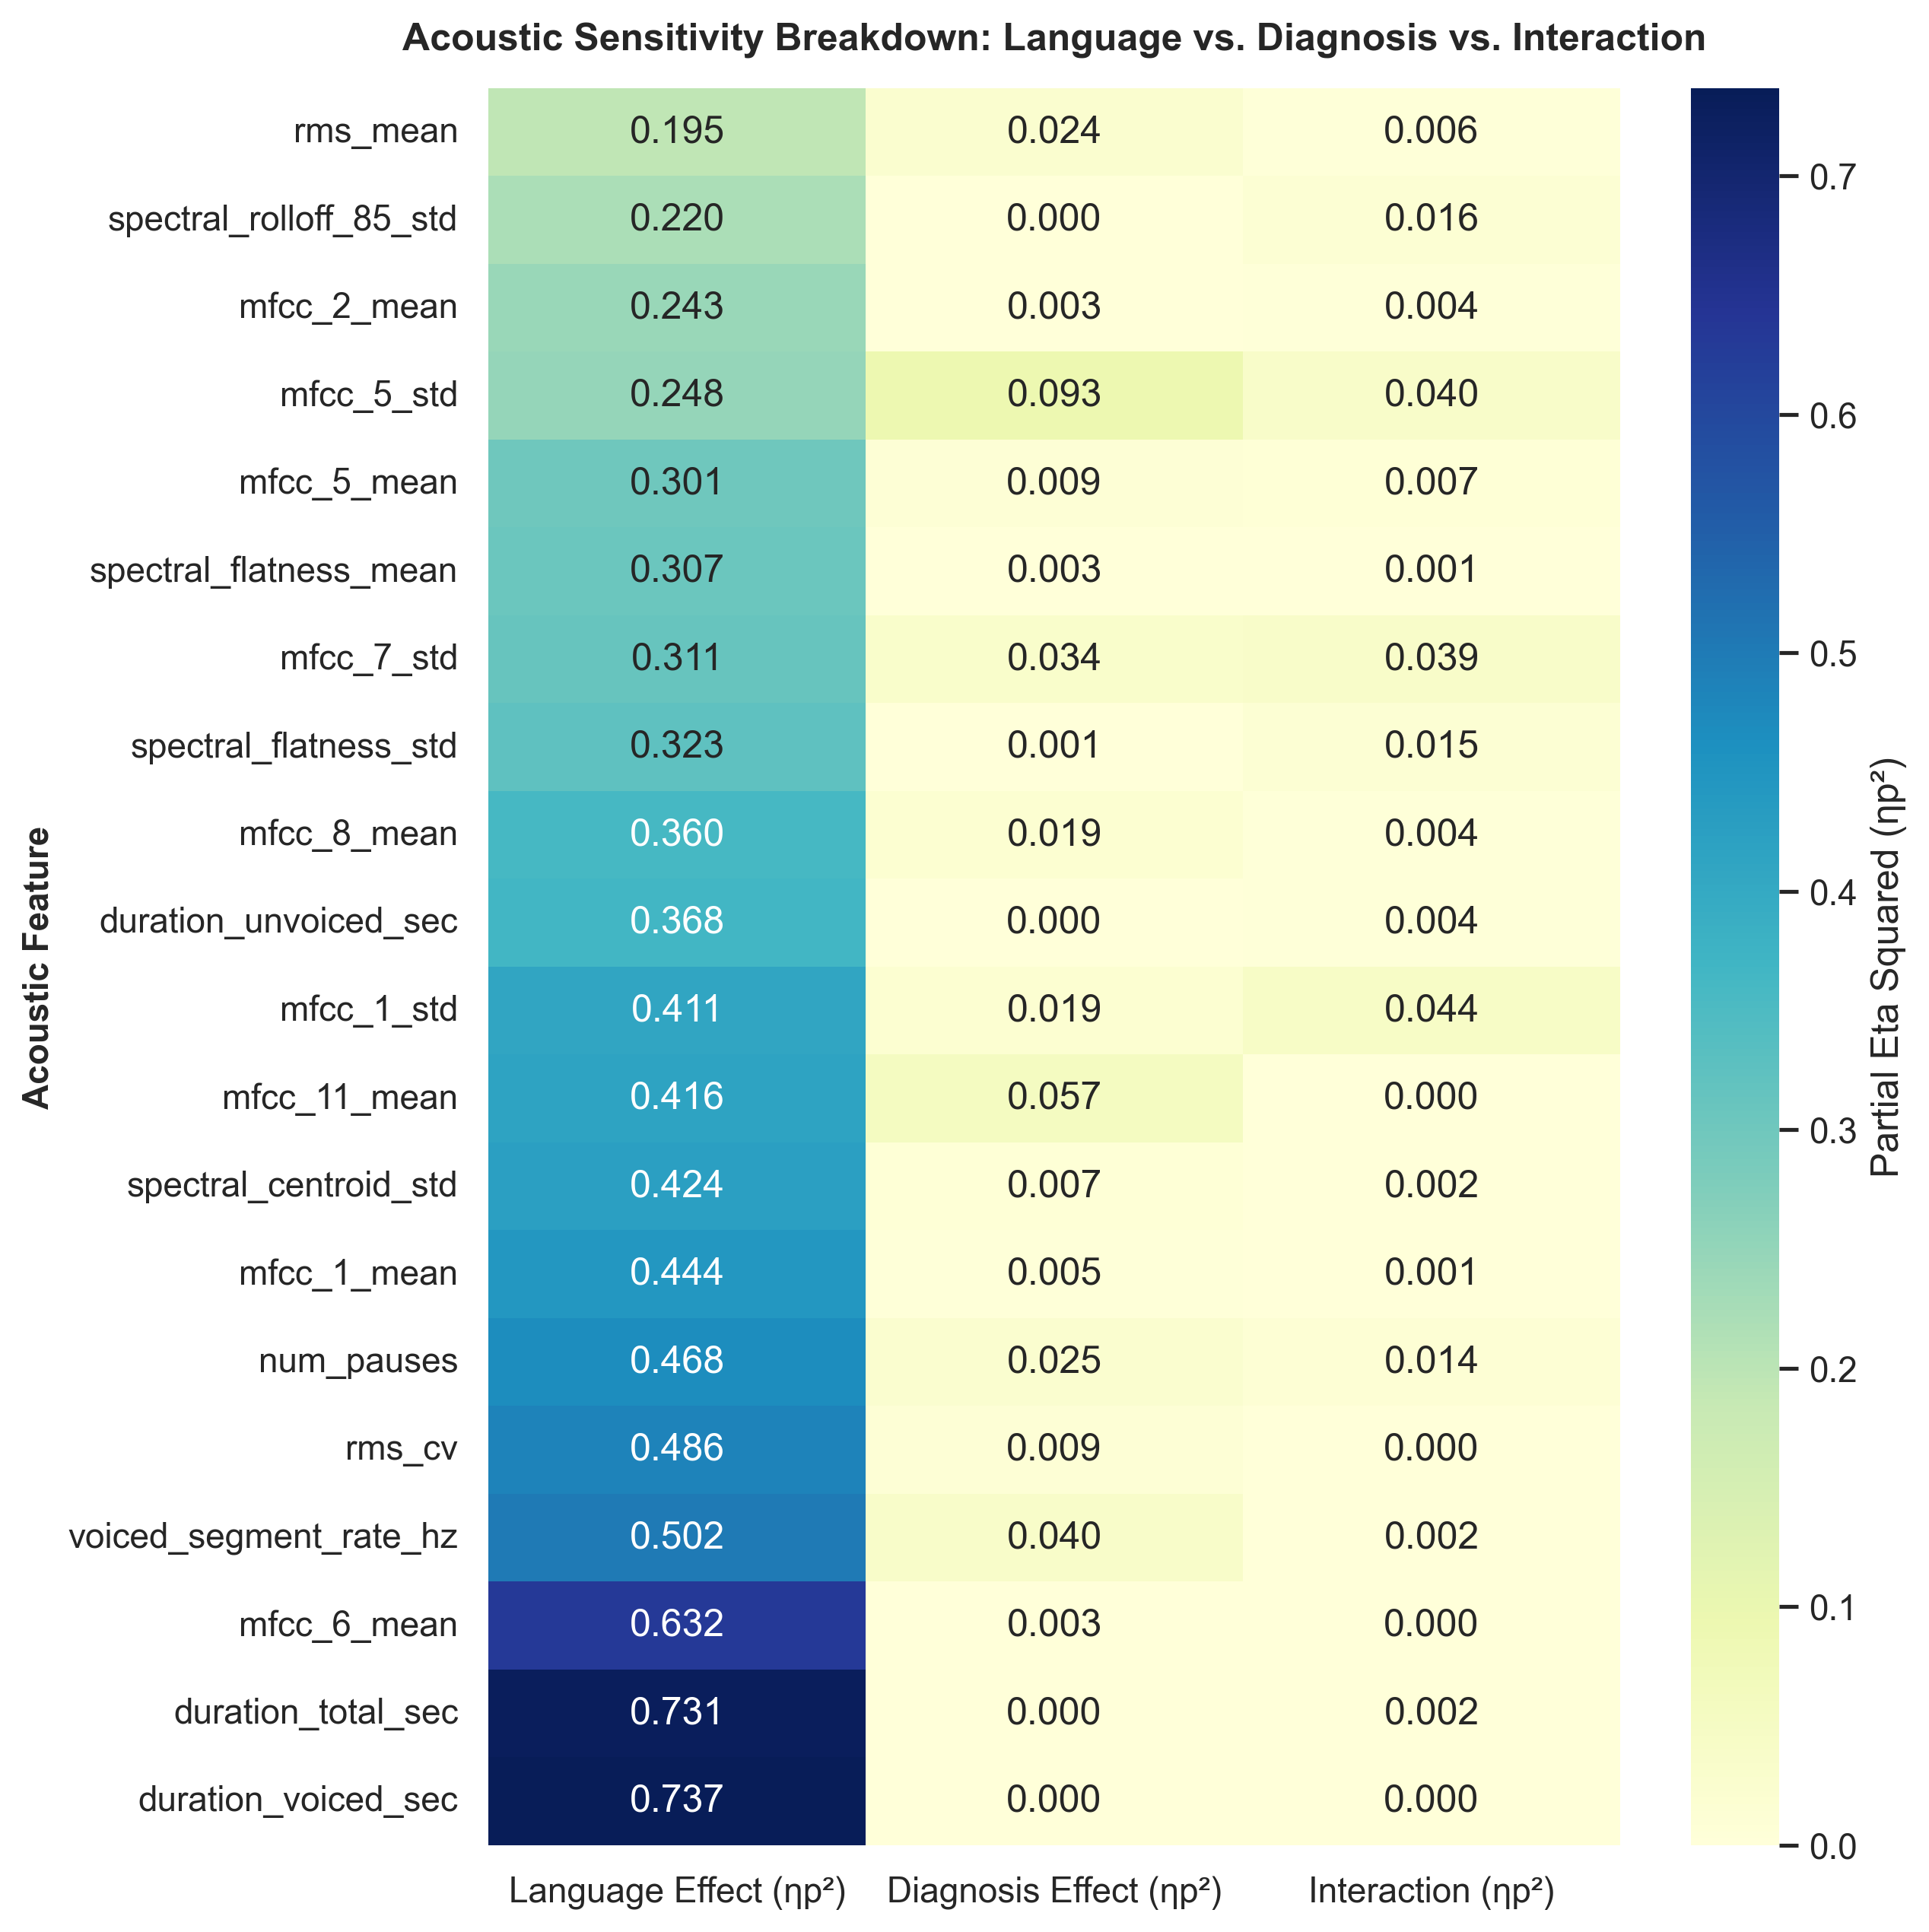 Acoustic Sensitivity Breakdown: Language vs. Diagnosis vs. Interaction
Acoustic Feature
rms_mean 0.195 0.024 0.006
spectral_rolloff_85_std 0.220 0.000 0.016
mfcc_2_mean 0.243 0.003 0.004
mfcc_5_std 0.248 0.093 0.040
mfcc_5_mean 0.301 0.009 0.007
spectral_flatness_mean 0.307 0.003 0.001
mfcc_7_std 0.311 0.034 0.039
spectral_flatness_std 0.323 0.001 0.015
mfcc_8_mean 0.360 0.019 0.004
duration_unvoiced_sec 0.368 0.000 0.004
mfcc_1_std 0.411 0.019 0.044
mfcc_11_mean 0.416 0.057 0.000
spectral_centroid_std 0.424 0.007 0.002
mfcc_1_mean 0.444 0.005 0.001
num_pauses 0.468 0.025 0.014
rms_cv 0.486 0.009 0.000
voiced_segment_rate_hz 0.502 0.040 0.002
mfcc_6_mean 0.632 0.003 0.000
duration_total_sec 0.731 0.000 0.002
duration_voiced_sec 0.737 0.000 0.000
Language Effect (ηp²) Diagnosis Effect (ηp²) Interaction (ηp²)
0.7
0.6
0.5
0.4
0.3
0.2
0.1
0.0
Partial Eta Squared (ηp²)